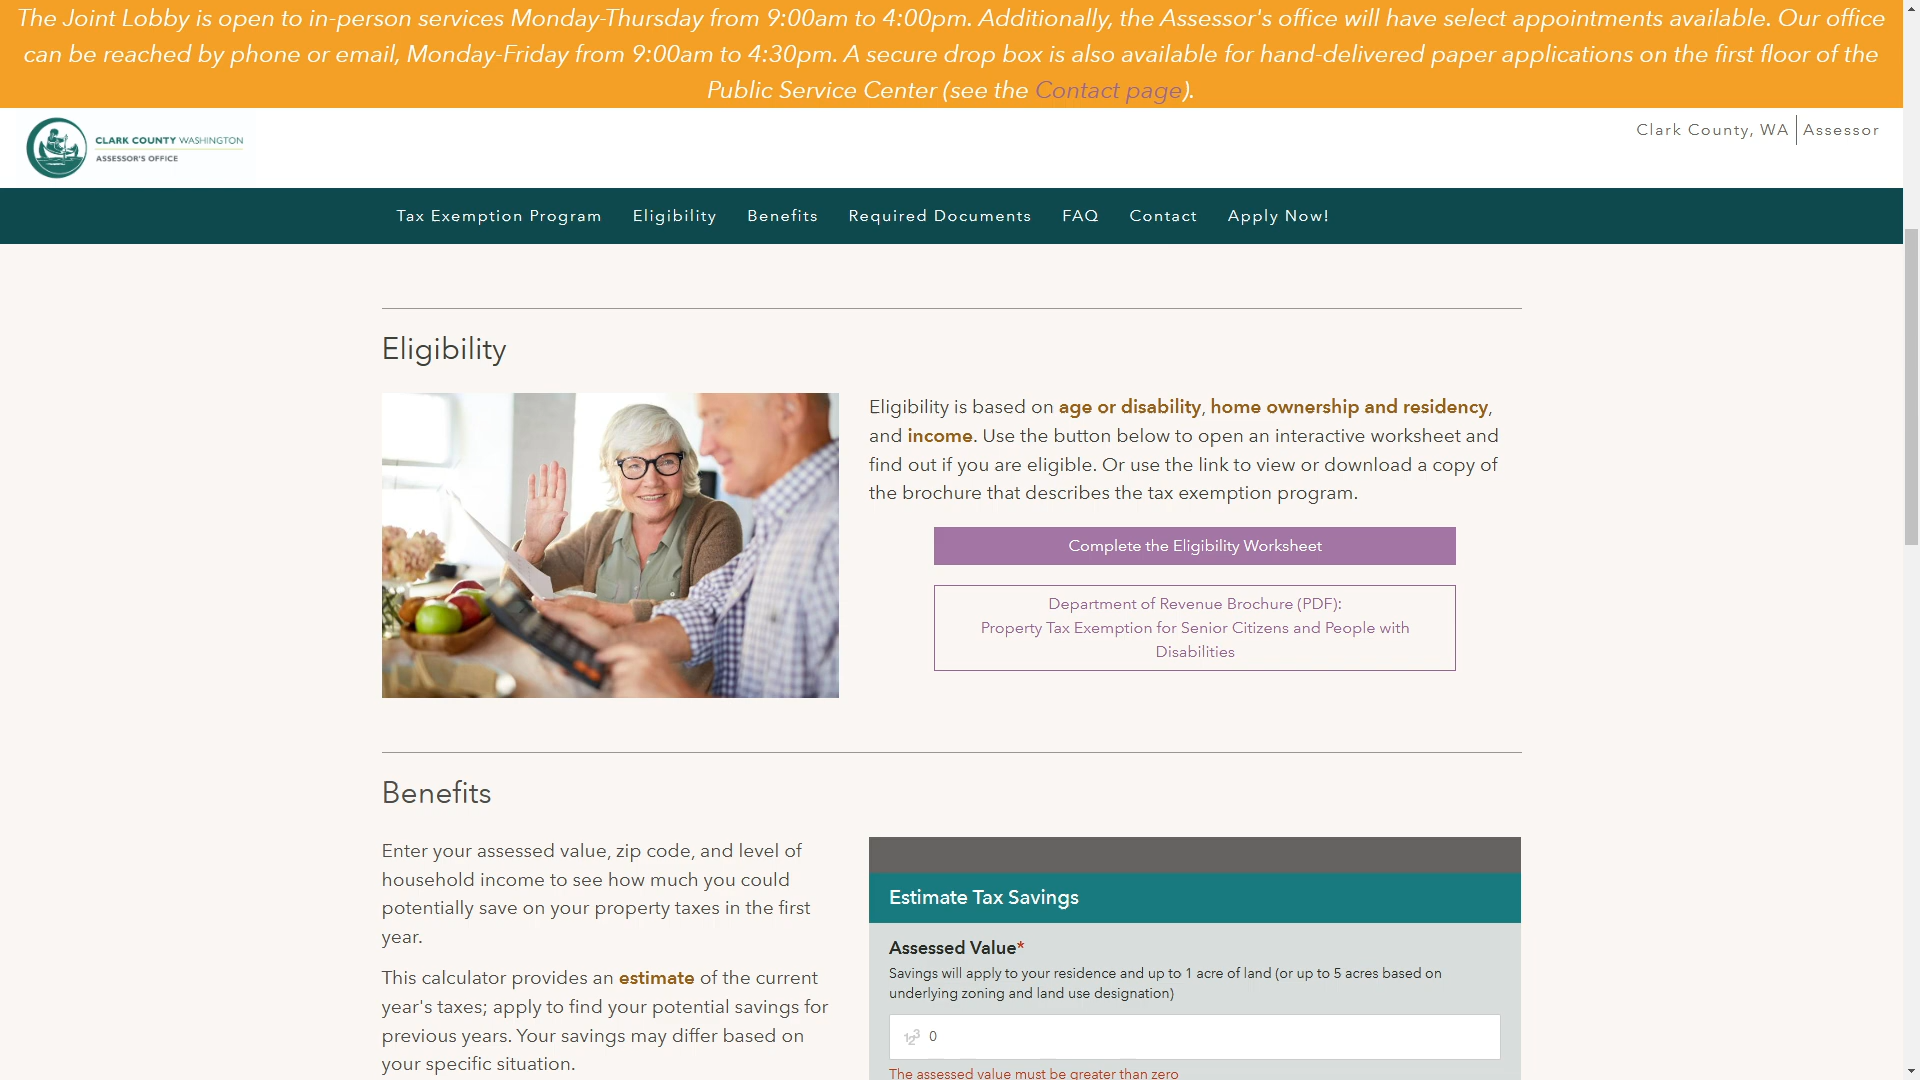 The Joint Lobby is open to in-person services Monday-Thursday from 9:00am to 4:00pm. Additionally, the Assessor's office will have select appointments available. Our office
can be reached by phone or email, Monday-Friday from 9:00am to 4:30pm. A secure drop box is also available for hand-delivered paper applications on the first floor of the
Public Service Center (see the Contact page).
CLARK COUNTY WASHINGTON
ASSESSOR'S OFFICE
Clark County, WA
Assessor
Tax Exemption Program
Eligibility
Benefits
Required Documents
FAQ
Contact
Apply Now!
Eligibility
Eligibility is based on age or disability, home ownership and residency,
and income. Use the button below to open an interactive worksheet and
find out if you are eligible. Or use the link to view or download a copy of
the brochure that describes the tax exemption program.
Complete the Eligibility Worksheet
Department of Revenue Brochure (PDF):
Property Tax Exemption for Senior Citizens and People with
Disabilities
Benefits
Enter your assessed value, zip code, and level of
household income to see how much you could
potentially save on your property taxes in the first
year.
This calculator provides an estimate of the current
year's taxes; apply to find your potential savings for
previous years. Your savings may differ based on
your specific situation.
Estimate Tax Savings
Assessed Value*
Savings will apply to your residence and up to 1 acre of land (or up to 5 acres based on
underlying zoning and land use designation)
123 0
The assessed value must be greater than zero